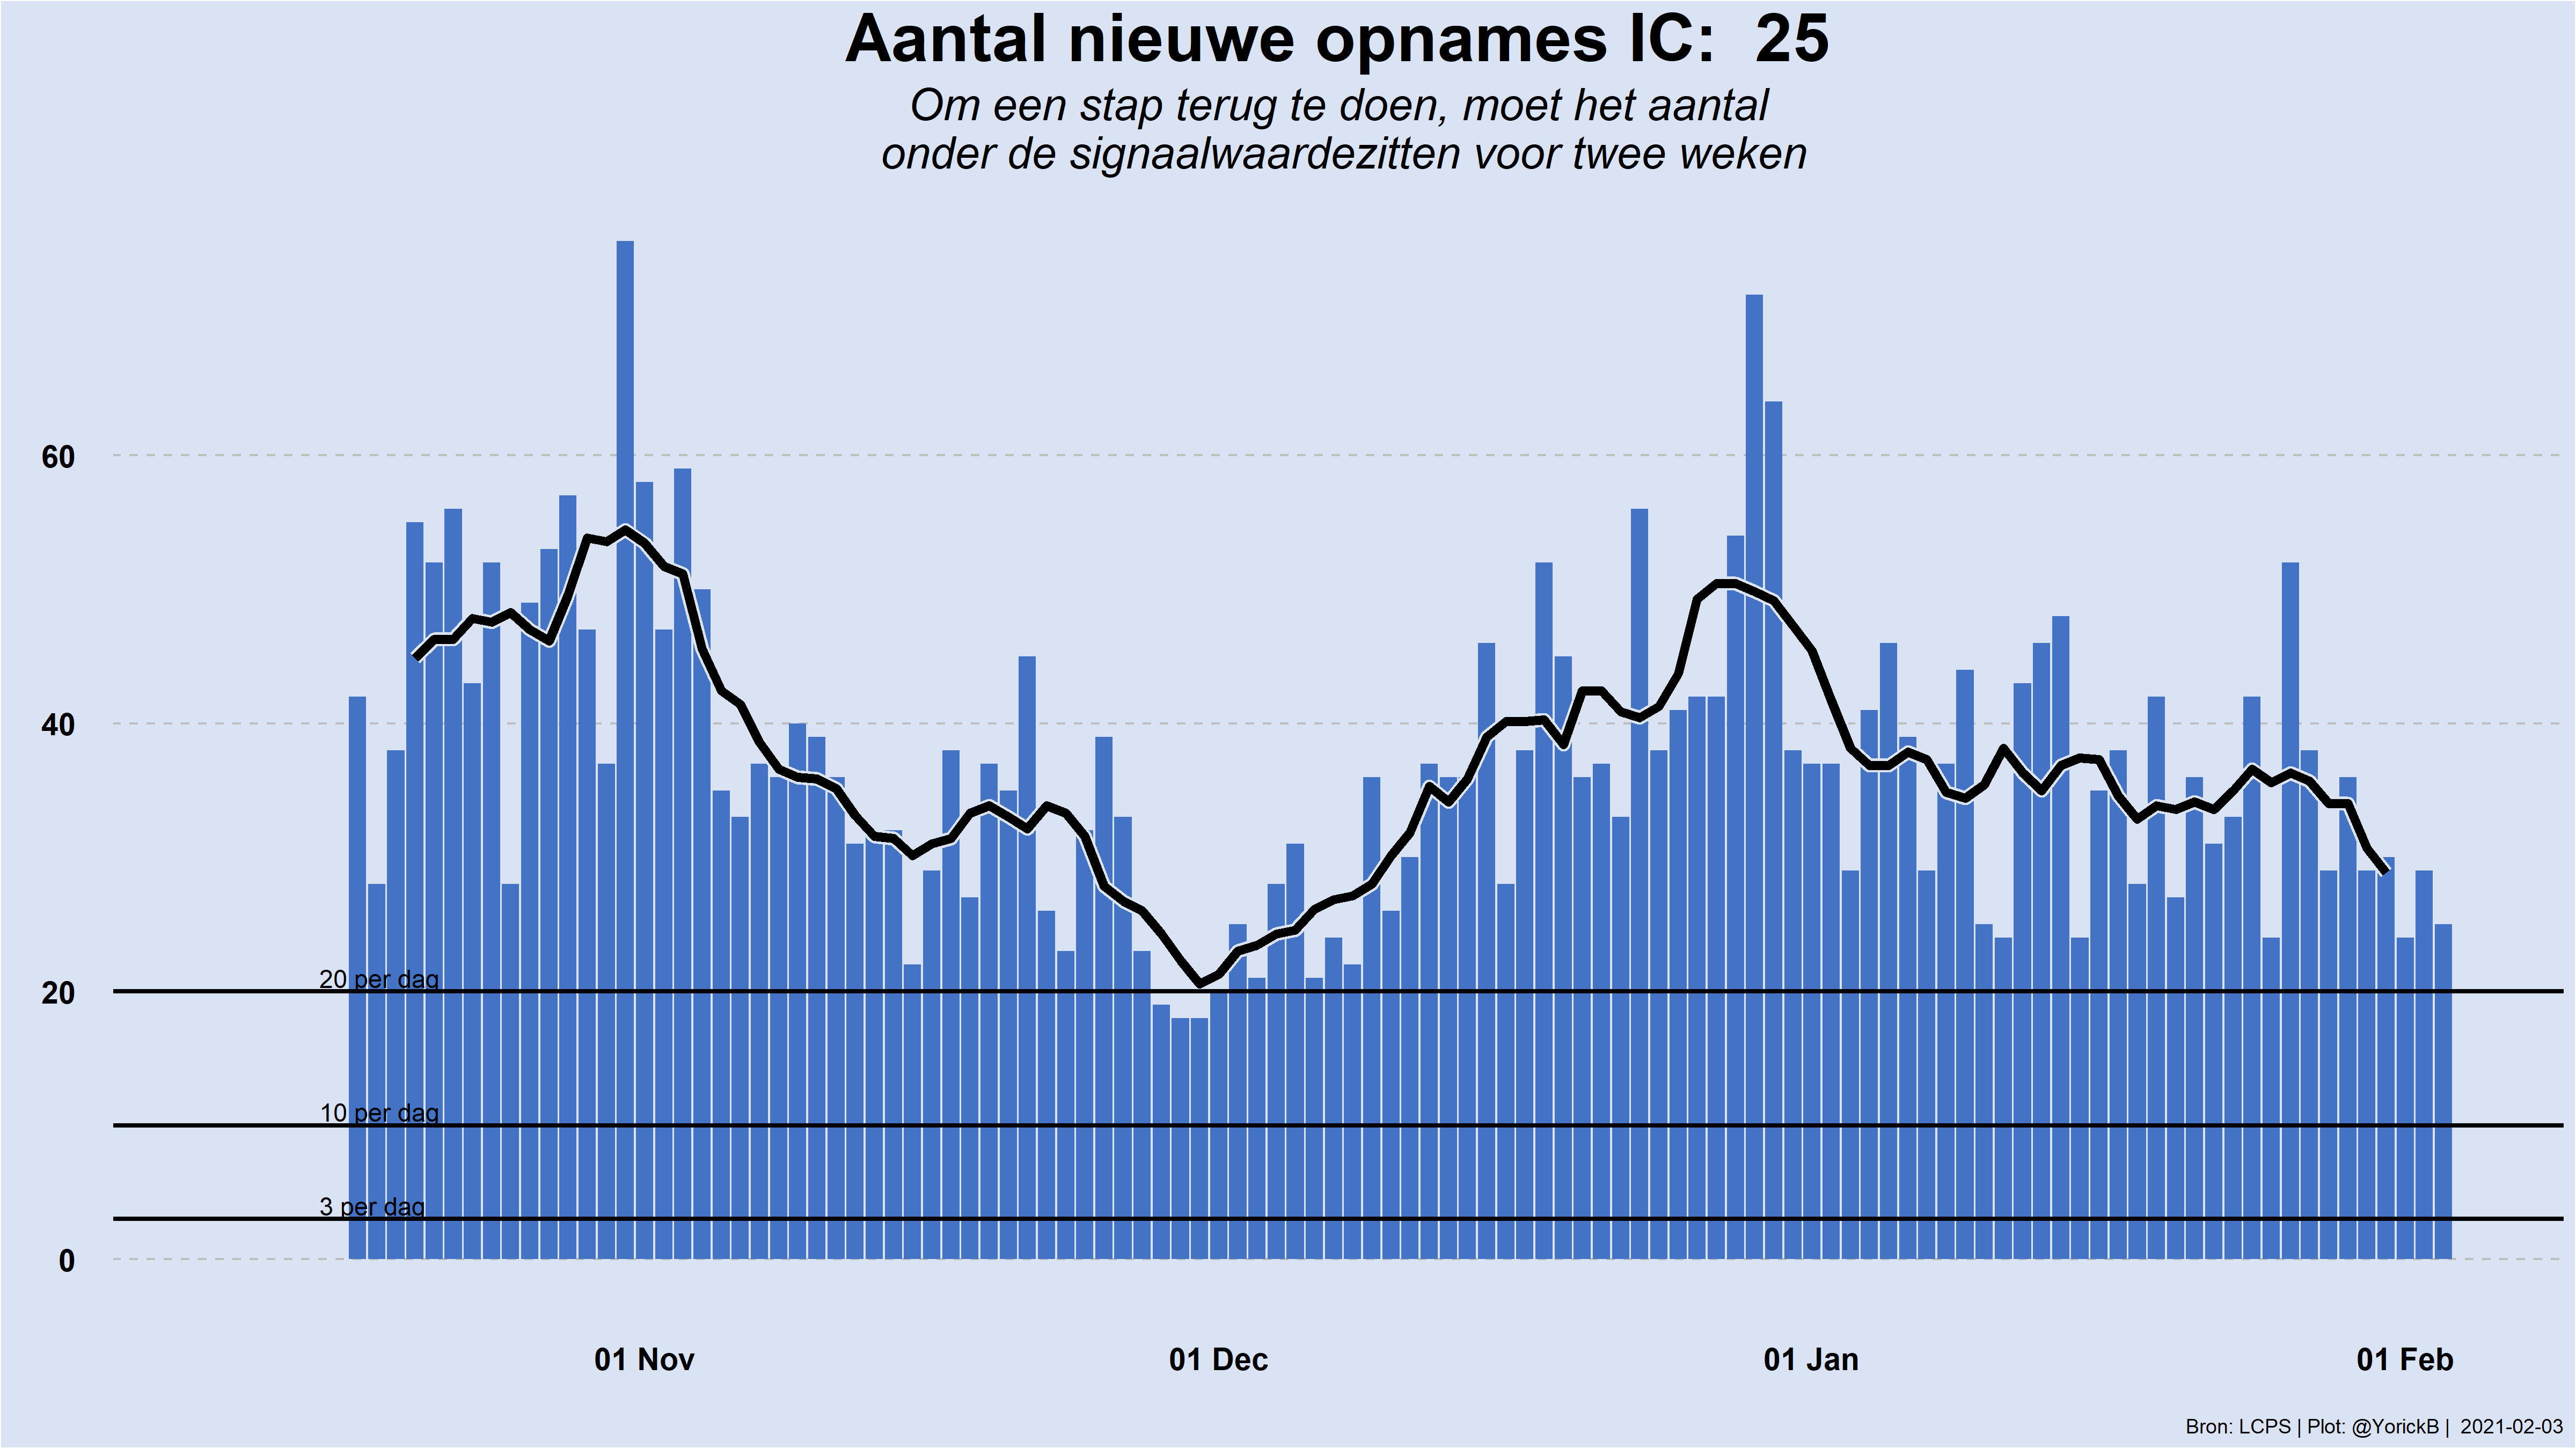 Aantal nieuwe opnames IC:  25
Om een stap terug te doen, moet het aantal
onder de signaalwaardezitten voor twee weken
60
40
20
20 per dag
10 per dag
3 per dag
0
01 Nov
01 Dec
01 Jan
01 Feb
Bron: LCPS | Plot: @YorickB |  2021-02-03